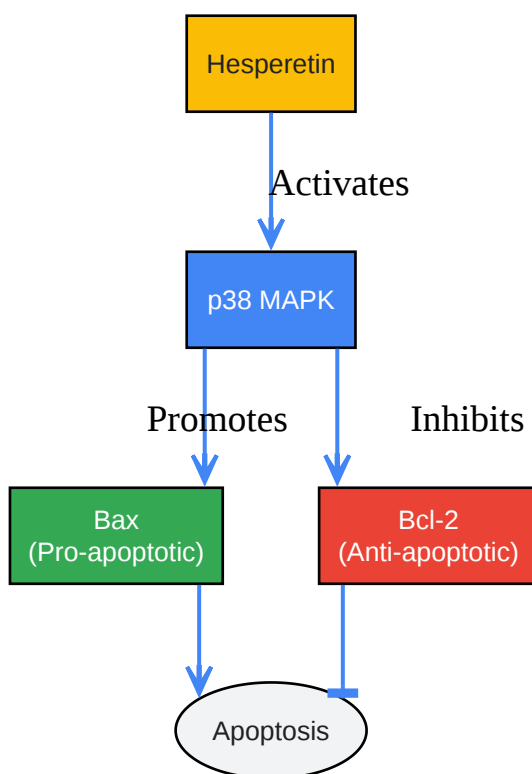 Hesperetin
Activates
p38 MAPK
Promotes
Inhibits
Bax
(Pro-apoptotic)
Bcl-2
(Anti-apoptotic)
Apoptosis